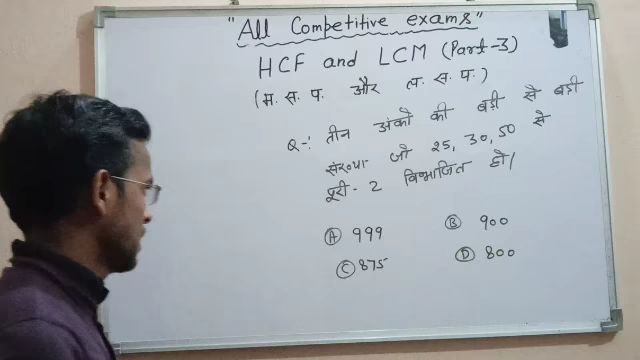 "All Competitive exams"
HCF and LCM (Part-3)
(म. स. प. और ल. स. प.)
Q-: तीन अंको की बड़ी से बड़ी
संख्या जो 25, 30, 50 से
पूरी-2 विभाजित हो।
Ⓐ 999 Ⓑ 900
Ⓒ 875 Ⓓ 800